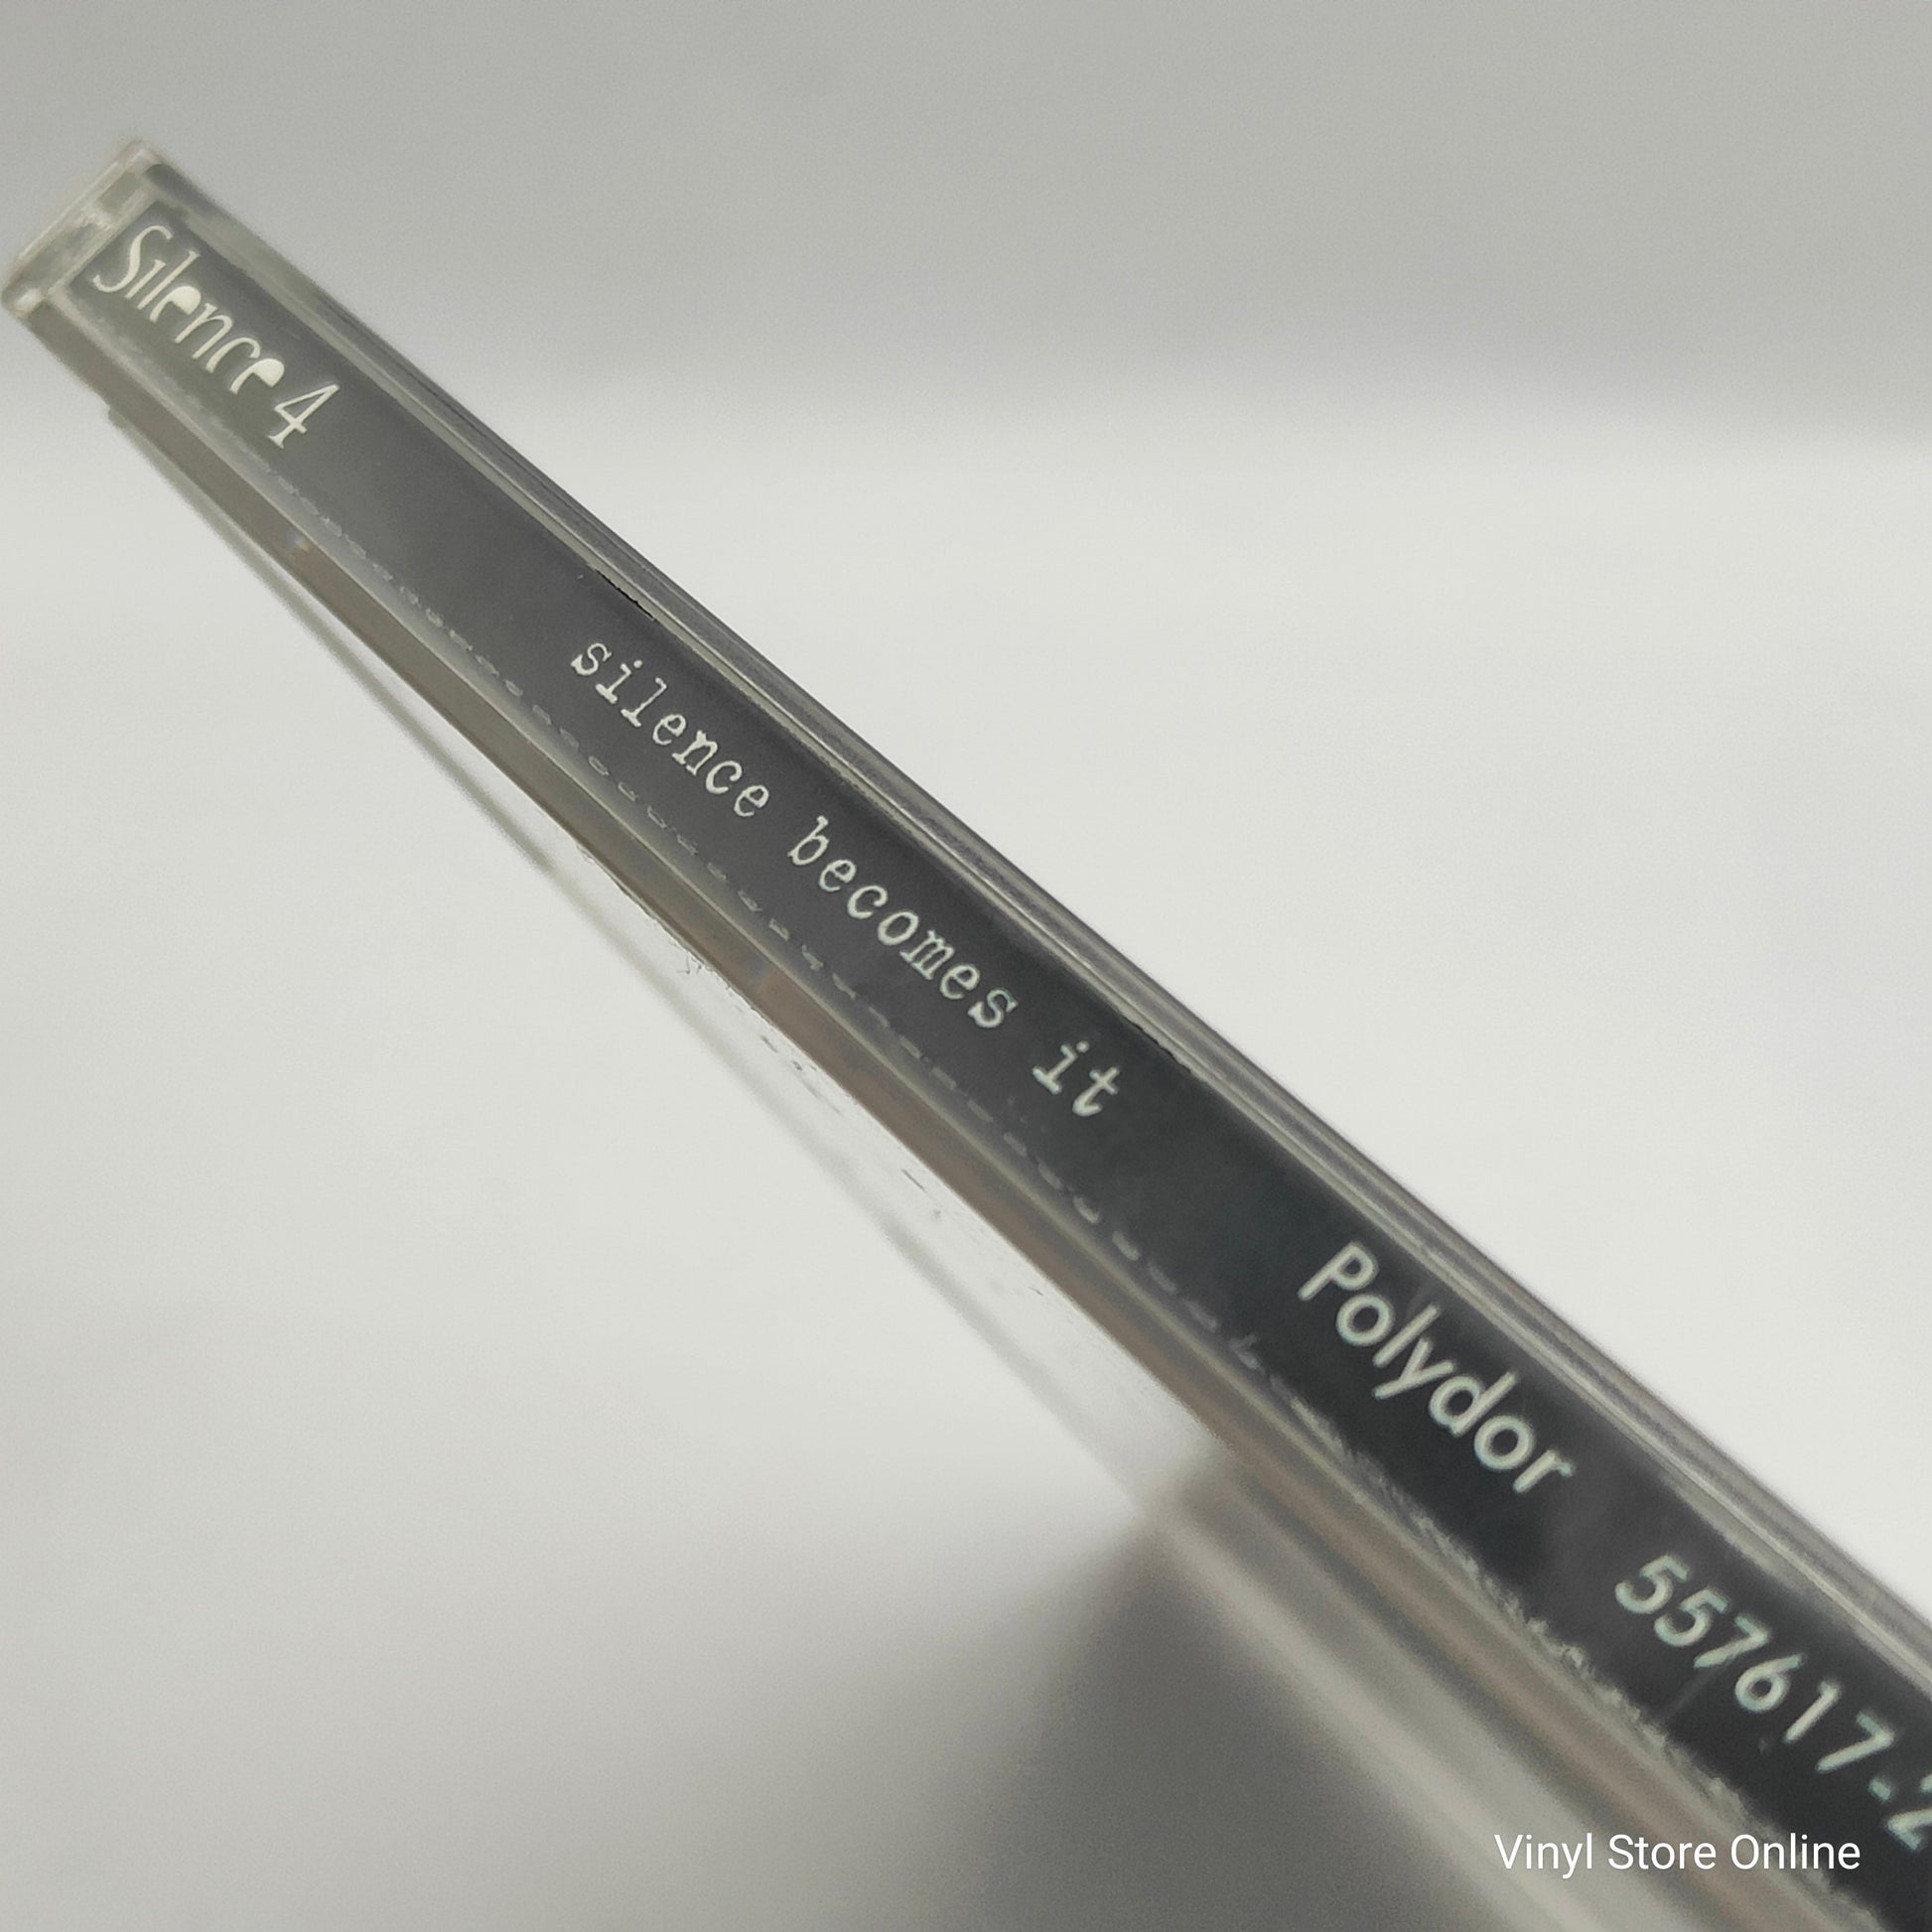 Silence 4 silence becomes it Polydor 557617-2
Vinyl Store Online